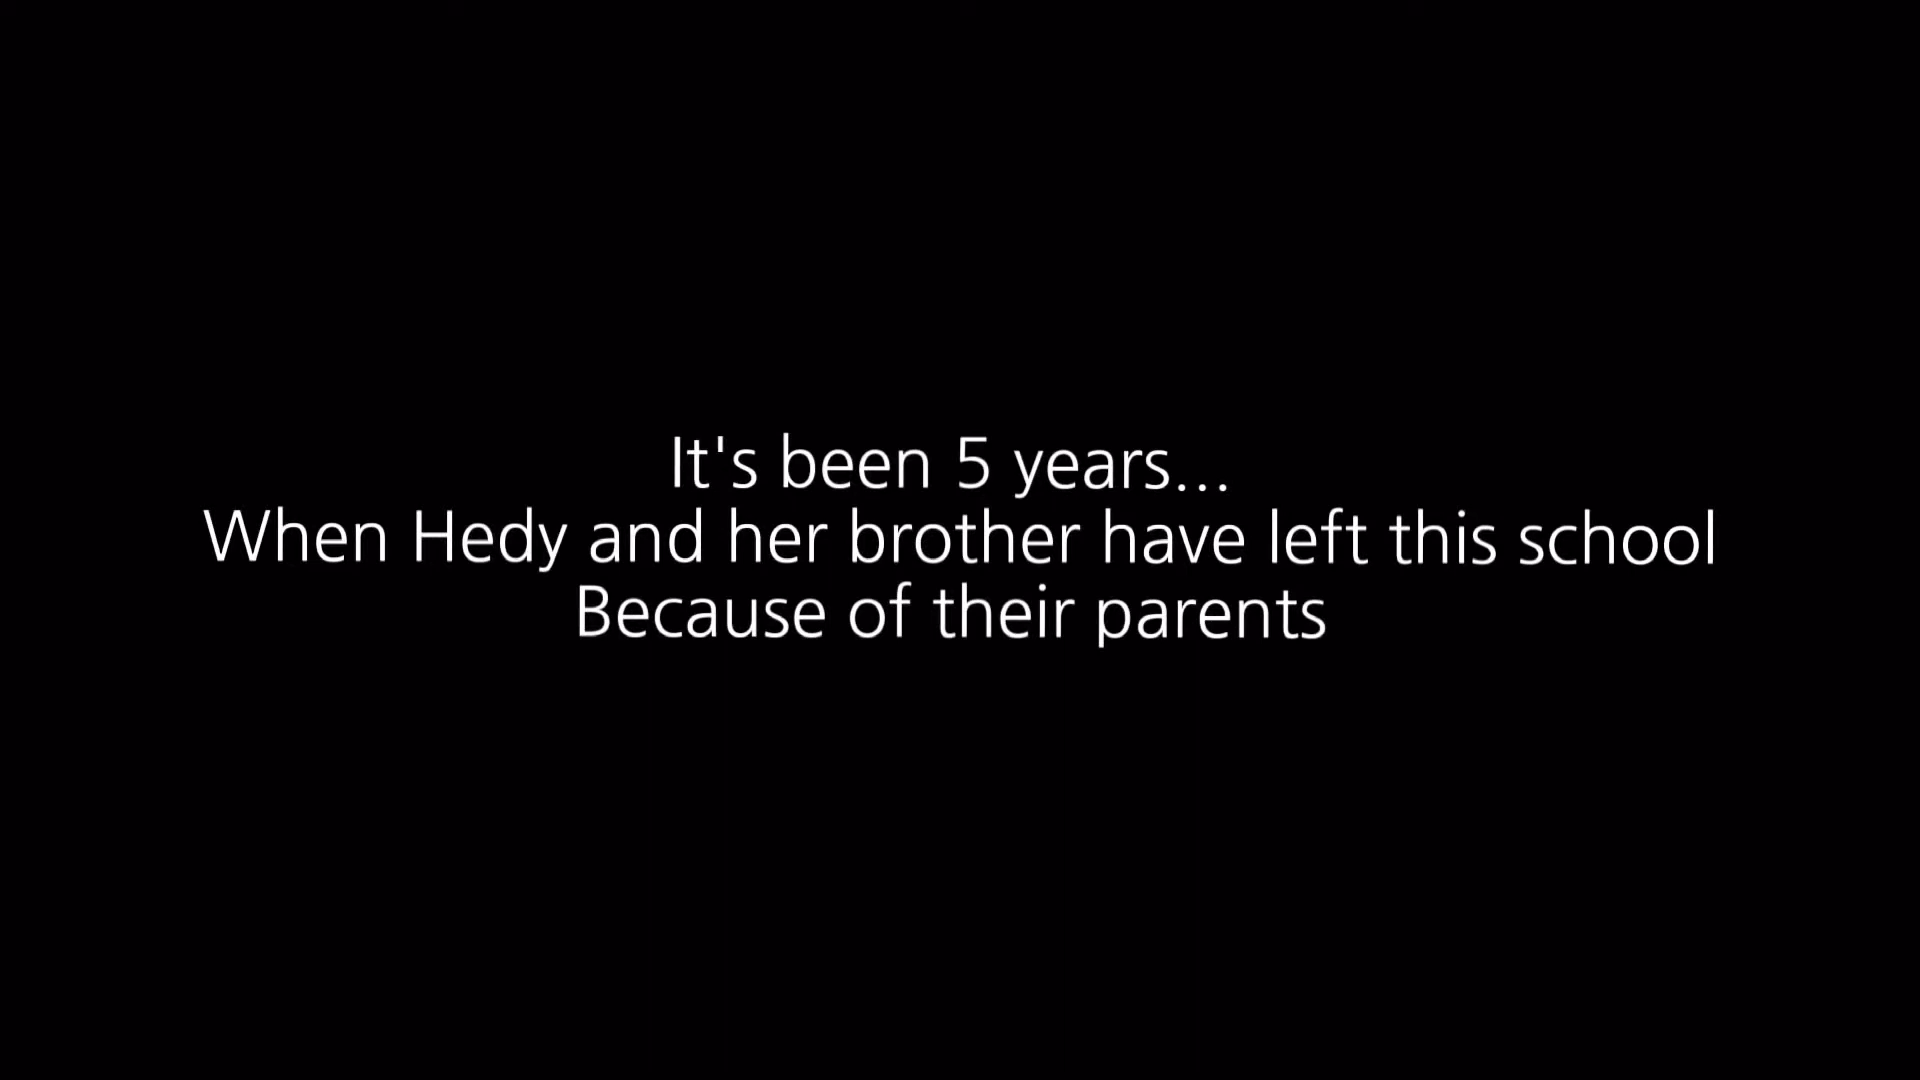 It's been 5 years...
When Hedy and her brother have left this school
Because of their parents